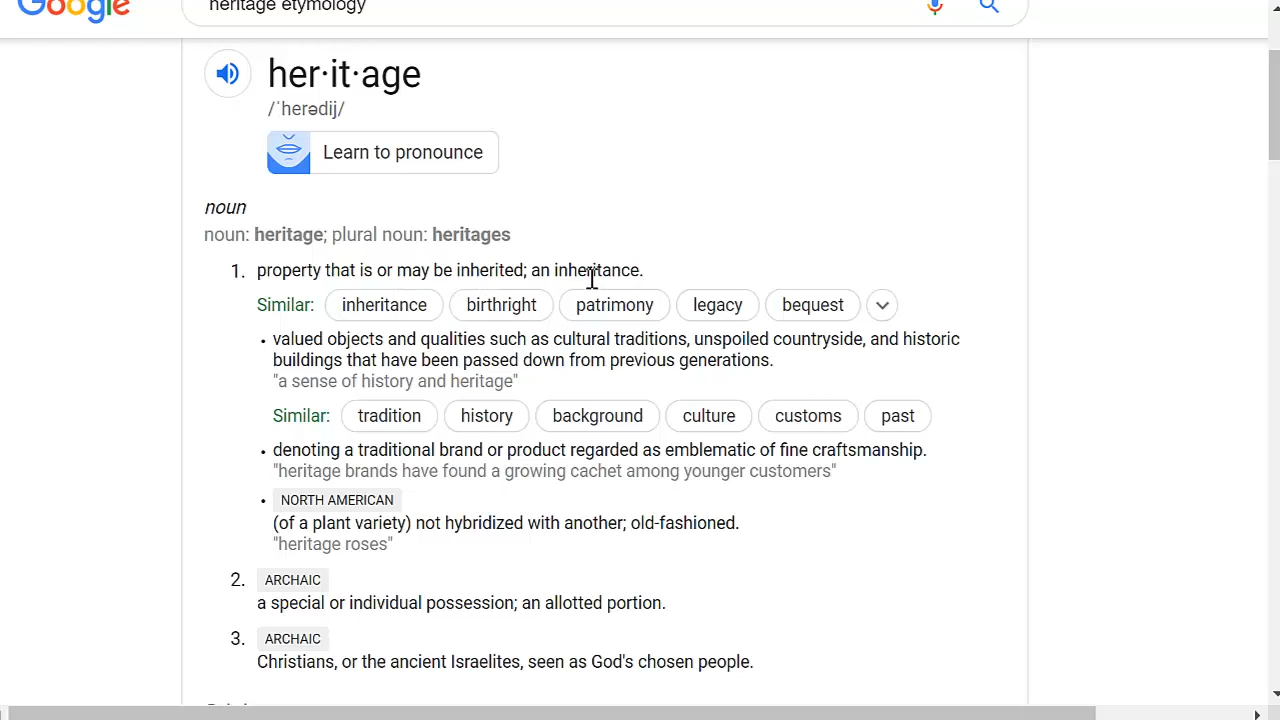 Google
heritage etymology
her·it·age
/ˈherədij/
Learn to pronounce
noun
noun: heritage; plural noun: heritages
1. property that is or may be inherited; an inheritance.
Similar: inheritance birthright patrimony legacy bequest
• valued objects and qualities such as cultural traditions, unspoiled countryside, and historic
buildings that have been passed down from previous generations.
"a sense of history and heritage"
Similar: tradition history background culture customs past
• denoting a traditional brand or product regarded as emblematic of fine craftsmanship.
"heritage brands have found a growing cachet among younger customers"
• NORTH AMERICAN
(of a plant variety) not hybridized with another; old-fashioned.
"heritage roses"
2. ARCHAIC
a special or individual possession; an allotted portion.
3. ARCHAIC
Christians, or the ancient Israelites, seen as God's chosen people.